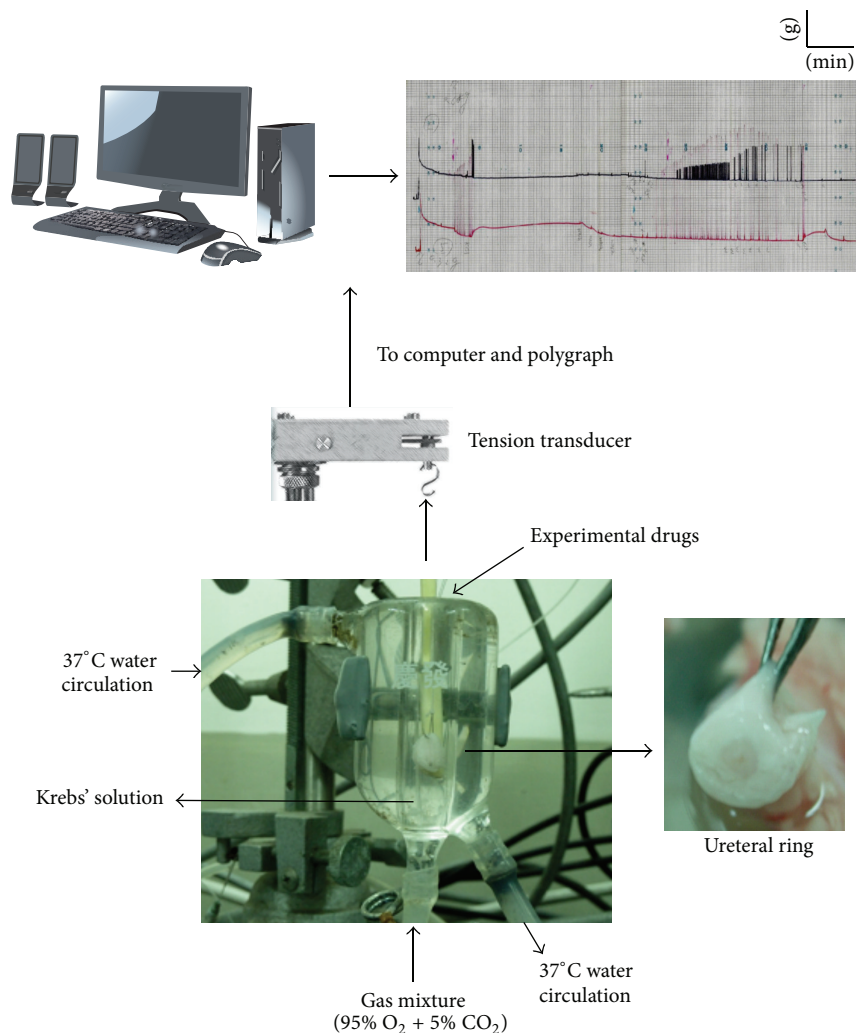 (g)
(min)
To computer and polygraph
Tension transducer
Experimental drugs
37°C water
circulation
Krebs' solution
Ureteral ring
37°C water
circulation
Gas mixture
(95% O₂ + 5% CO₂)